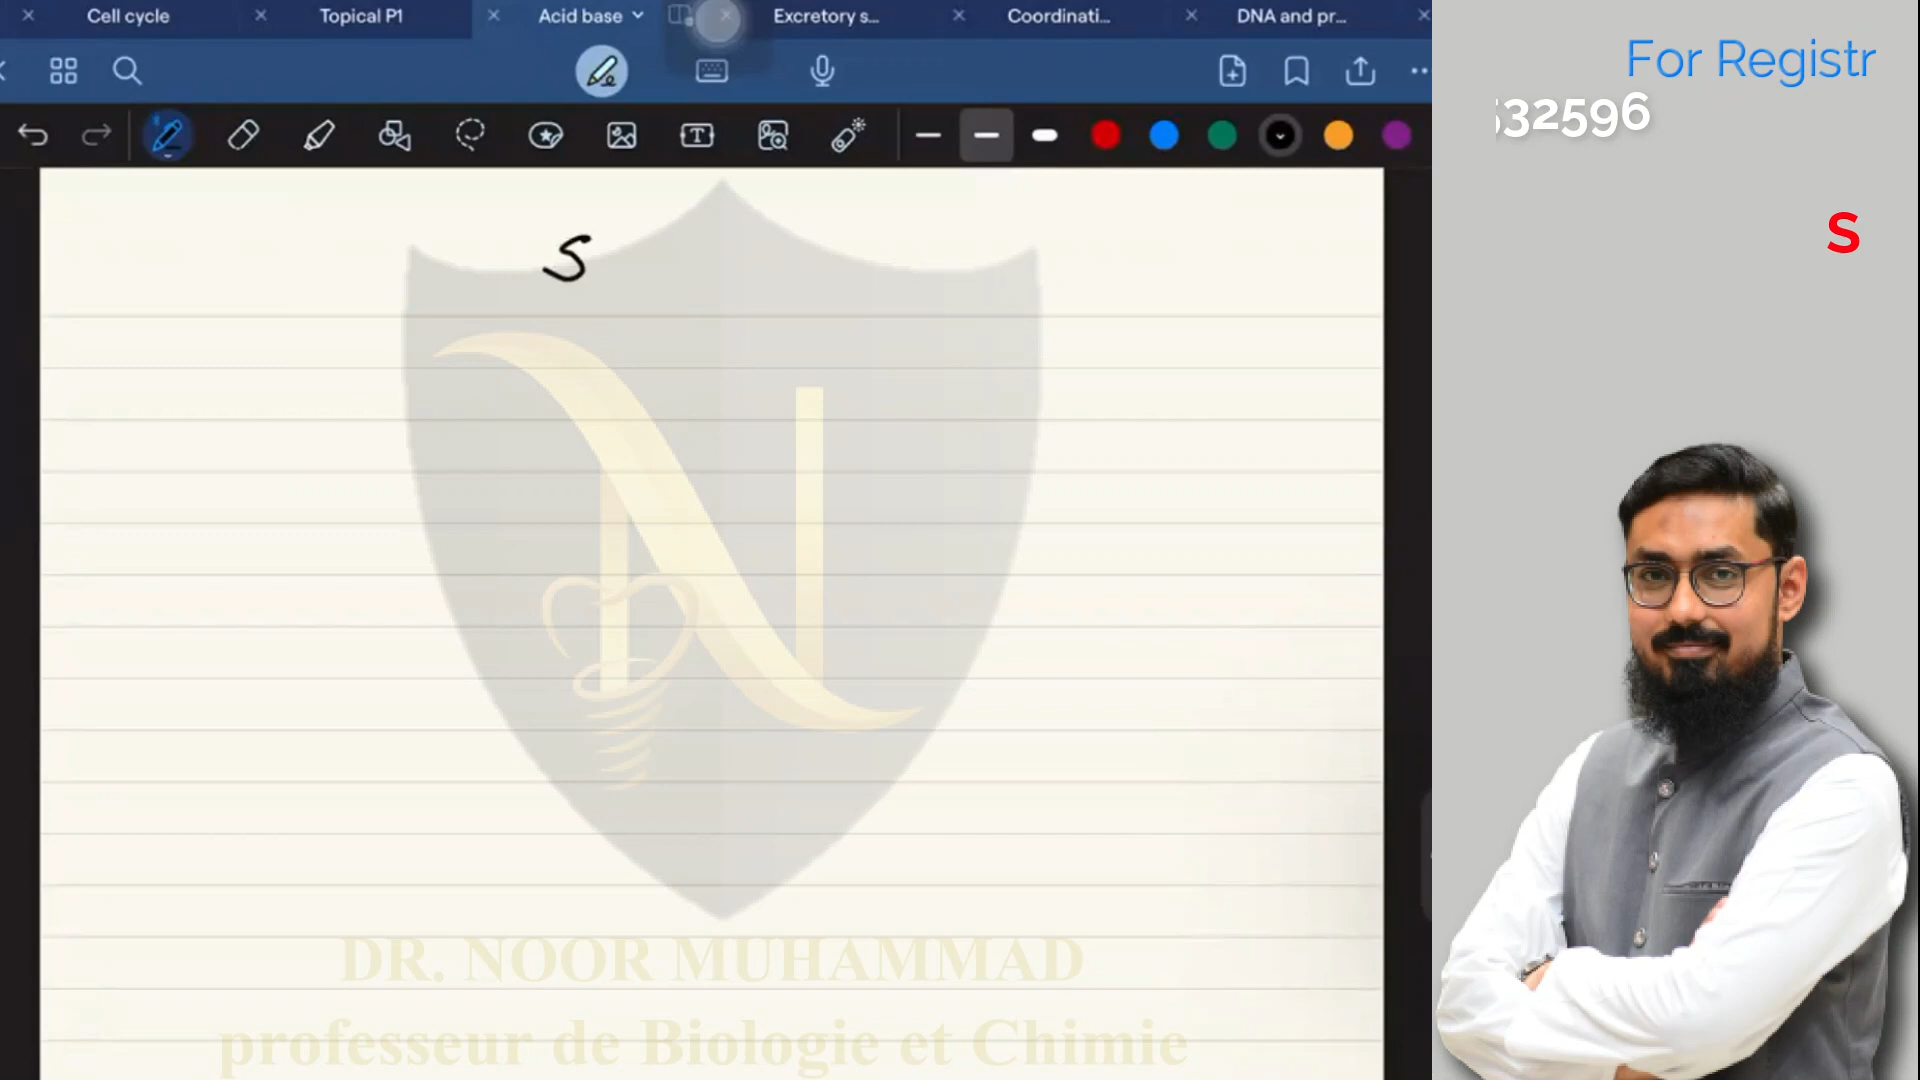 Cell cycle
Topical P1
Acid base
Excretory s...
Coordinati...
DNA and pr...
For Registr
532596
S
S
N
DR. NOOR MUHAMMAD
professeur de Biologie et Chimie